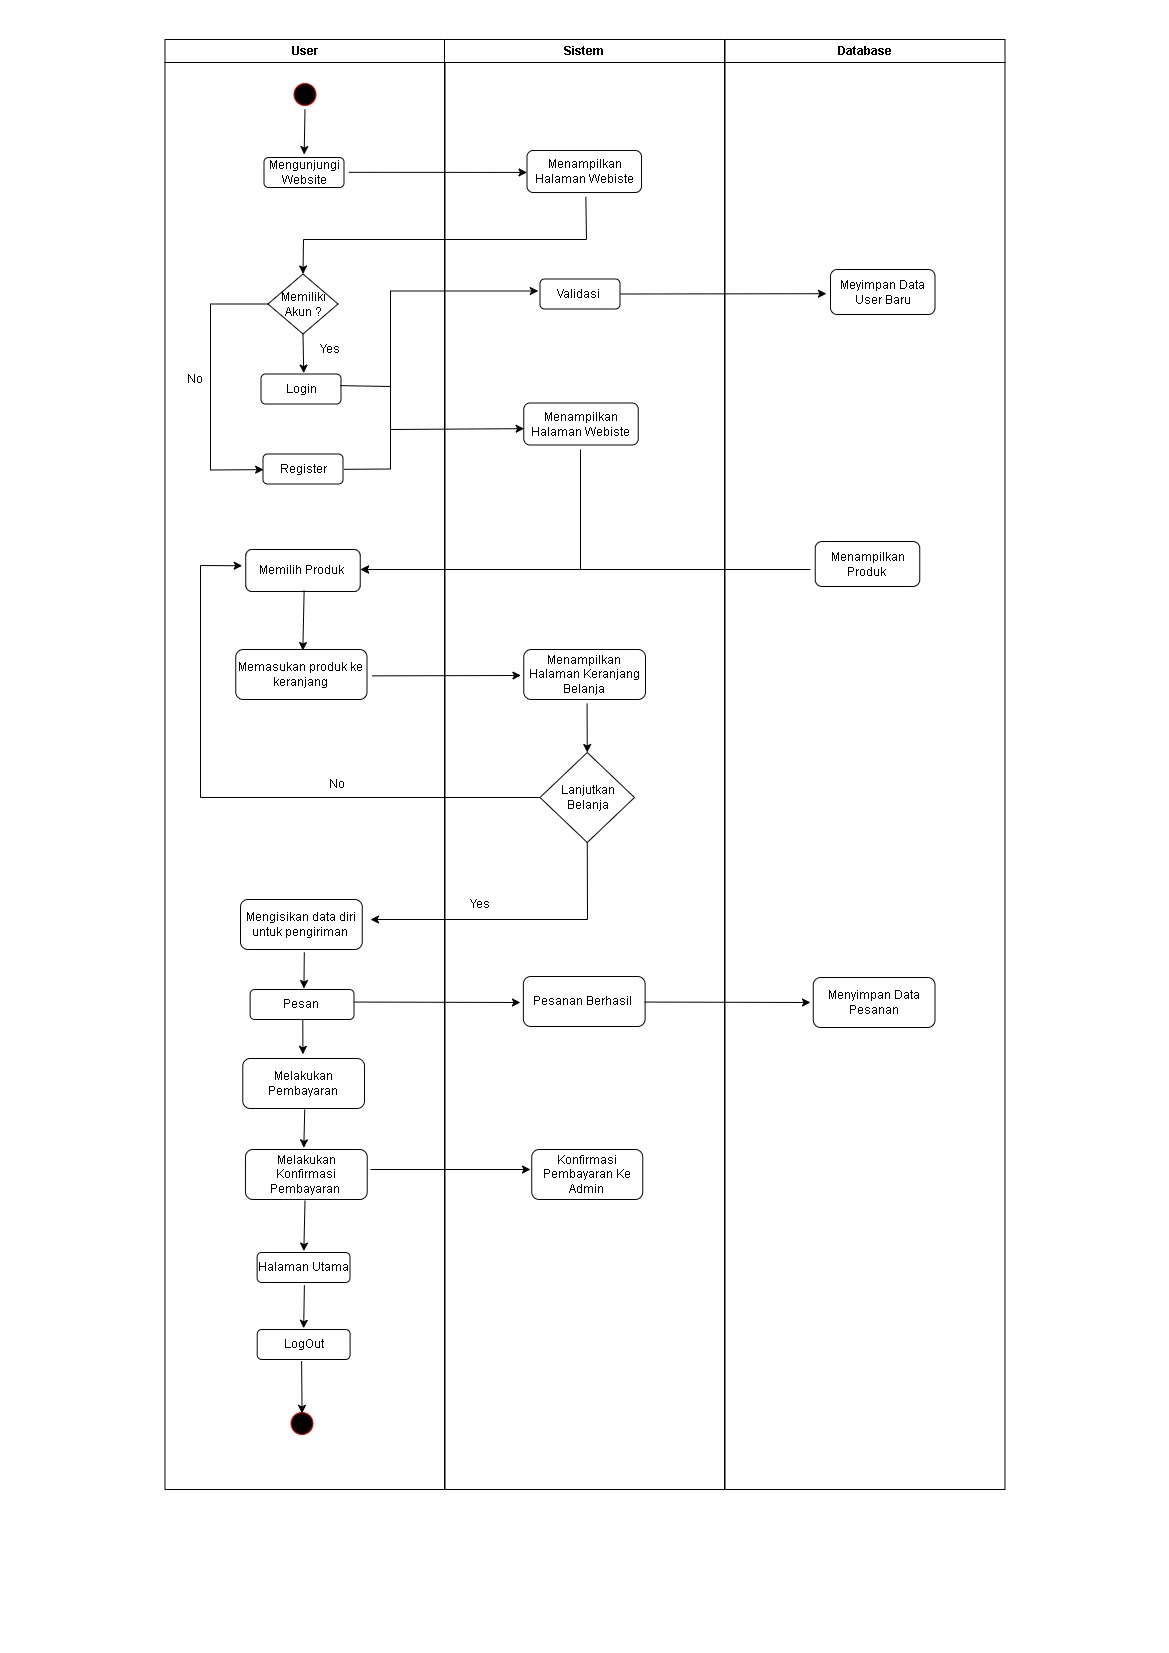 User
Sistem
Database
Mengunjungi
Website
Menampilkan
Halaman Webiste
Memiliki
Akun ?
Validasi
Meyimpan Data
User Baru
Yes
No
Login
Menampilkan
Halaman Webiste
Register
Memilih Produk
Menampilkan
Produk
Memasukan produk ke
keranjang
Menampilkan
Halaman Keranjang
Belanja
No
Lanjutkan
Belanja
Yes
Mengisikan data diri
untuk pengiriman
Pesan
Pesanan Berhasil
Menyimpan Data
Pesanan
Melakukan
Pembayaran
Melakukan
Konfirmasi
Pembayaran
Konfirmasi
Pembayaran Ke
Admin
Halaman Utama
LogOut